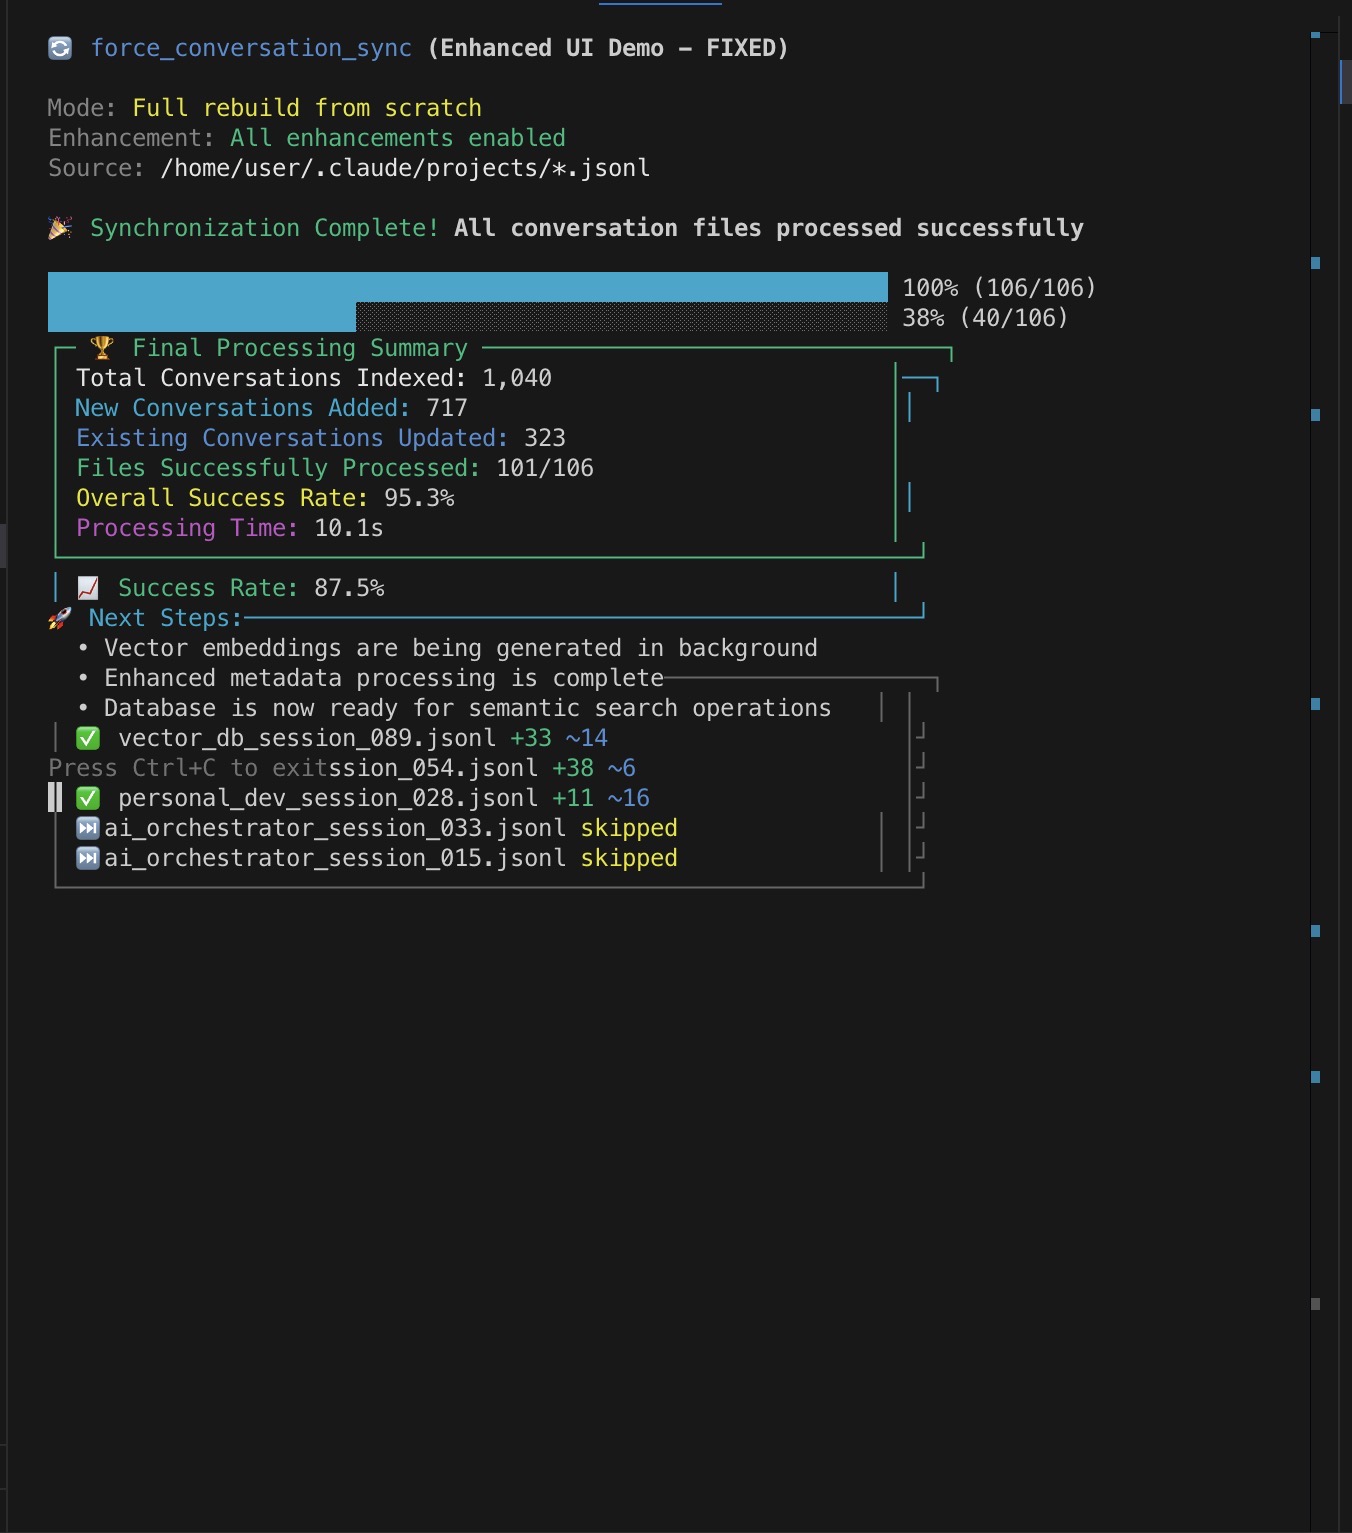 force_conversation_sync (Enhanced UI Demo - FIXED)
Mode: Full rebuild from scratch
Enhancement: All enhancements enabled
Source: /home/user/.claude/projects/*.jsonl
Synchronization Complete! All conversation files processed successfully
100% (106/106)
38% (40/106)
Final Processing Summary
Total Conversations Indexed: 1,040
New Conversations Added: 717
Existing Conversations Updated: 323
Files Successfully Processed: 101/106
Overall Success Rate: 95.3%
Processing Time: 10.1s
Success Rate: 87.5%
Next Steps:
• Vector embeddings are being generated in background
• Enhanced metadata processing is complete
• Database is now ready for semantic search operations
vector_db_session_089.jsonl +33 ~14
Press Ctrl+C to exitssion_054.jsonl +38 ~6
personal_dev_session_028.jsonl +11 ~16
ai_orchestrator_session_033.jsonl skipped
ai_orchestrator_session_015.jsonl skipped